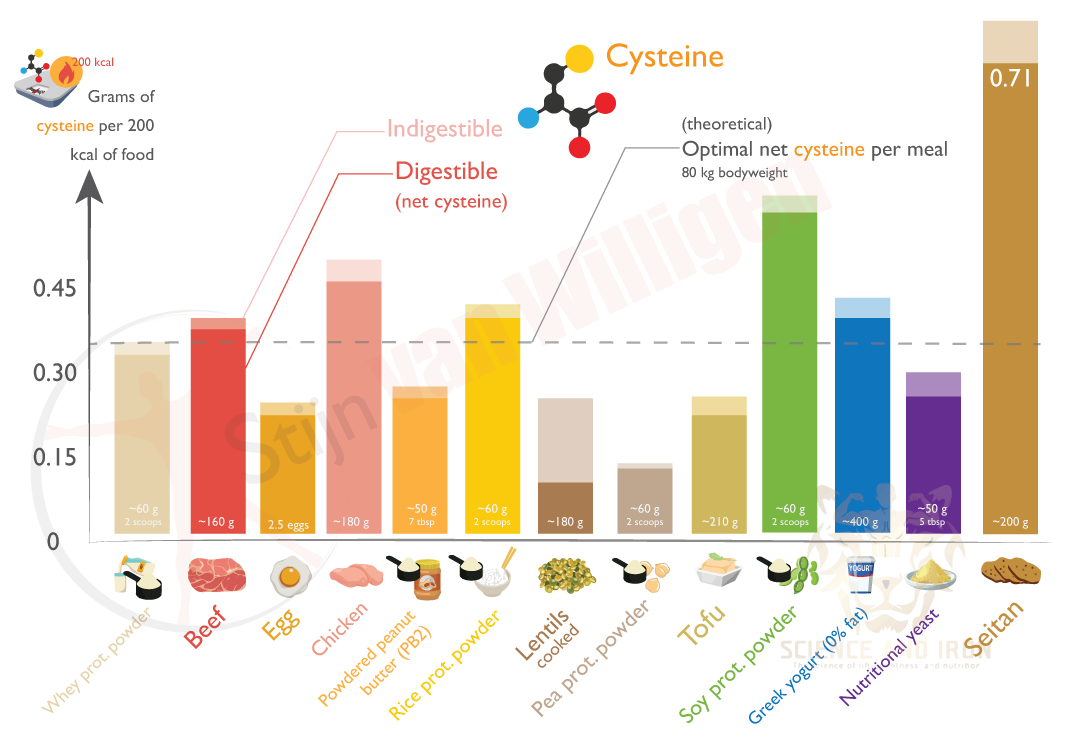 Cysteine
200 kcal
Grams of
cysteine per 200
kcal of food
Indigestible
Digestible
(net cysteine)
(theoretical)
Optimal net cysteine per meal
80 kg bodyweight
0.71
0.45
0.30
0.15
0
~60 g
2 scoops
~160 g
2.5 eggs
~180 g
~50 g
7 tbsp
~60 g
2 scoops
~180 g
~60 g
2 scoops
~210 g
~60 g
2 scoops
~400 g
~50 g
5 tbsp
~200 g
YOGURT
Whey prot. powder
Beef
Egg
Chicken
Powdered peanut
butter (PB2)
Rice prot. powder
Lentils
cooked
Pea prot. powder
Tofu
Soy prot. powder
Greek yogurt (0% fat)
Nutritional yeast
Seitan
Stijn van Willigen
SCIENCE AND IRON